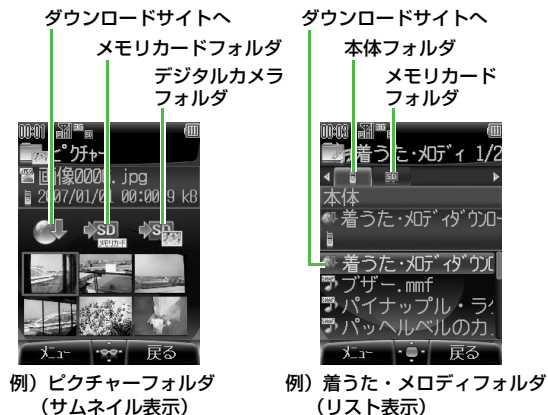 ダウンロードサイトへ
メモリカードフォルダ
デジタルカメラ
フォルダ
00:01
ピクチャー
画像0006.jpg
2007/01/01 00:00 9 kB
SD
メモリカード
SD
メニュー 戻る
例）ピクチャーフォルダ
（サムネイル表示）
ダウンロードサイトへ
本体フォルダ
メモリカード
フォルダ
00:03
着うた・メロディ 1/2
SD
本体
着うた・メロディダウンロー
着うた・メロディダウンロ
ブザー.mmf
パイナップル・ラ
パッヘルベルのカ
メニュー 戻る
例）着うた・メロディフォルダ
（リスト表示）